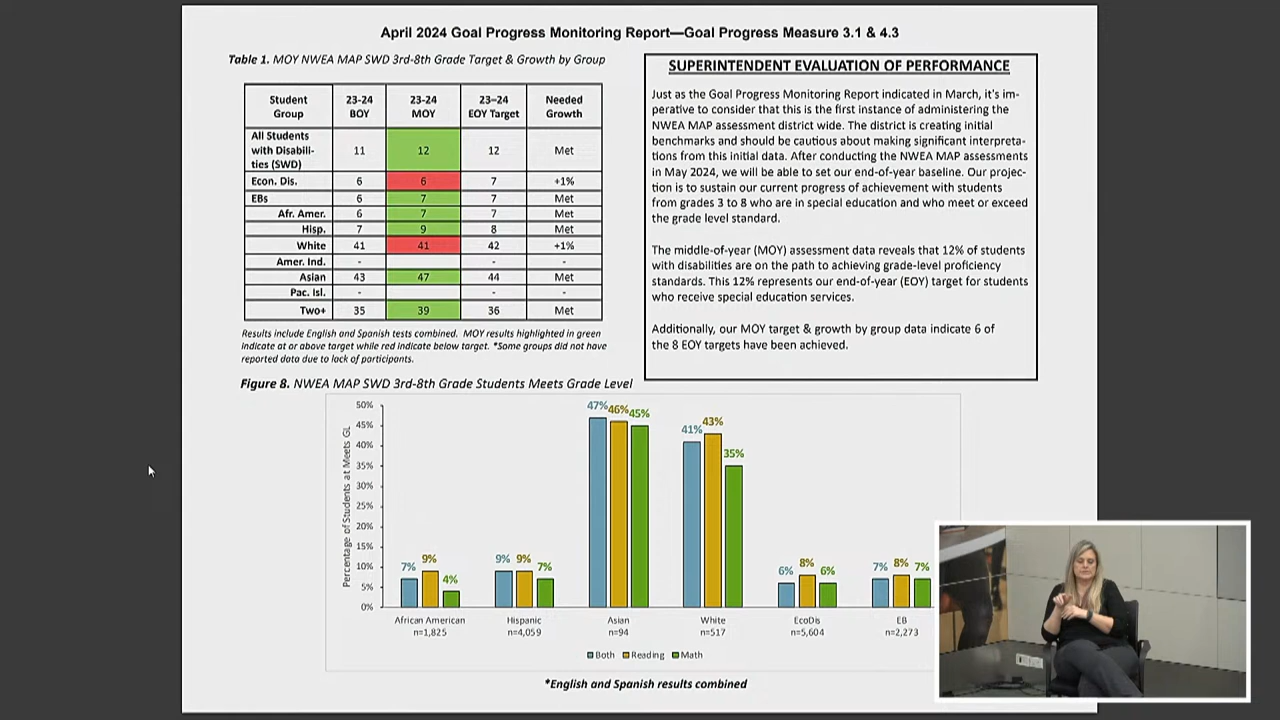 April 2024 Goal Progress Monitoring Report—Goal Progress Measure 3.1 & 4.3
Table 1. MOY NWEA MAP SWD 3rd-8th Grade Target & Growth by Group
Student Group 23-24 BOY 23-24 MOY 23–24 EOY Target Needed Growth
All Students with Disabili-ties (SWD) 11 12 12 Met
Econ. Dis. 6 6 7 +1%
EBs 6 7 7 Met
Afr. Amer. 6 7 7 Met
Hisp. 7 9 8 Met
White 41 41 42 +1%
Amer. Ind. - - -
Asian 43 47 44 Met
Pac. Isl. - - -
Two+ 35 39 36 Met
Results include English and Spanish tests combined. MOY results highlighted in green
indicate at or above target while red indicate below target. *Some groups did not have
reported data due to lack of participants.
SUPERINTENDENT EVALUATION OF PERFORMANCE
Just as the Goal Progress Monitoring Report indicated in March, it's im-
perative to consider that this is the first instance of administering the
NWEA MAP assessment district wide. The district is creating initial
benchmarks and should be cautious about making significant interpreta-
tions from this initial data. After conducting the NWEA MAP assessments
in May 2024, we will be able to set our end-of-year baseline. Our projec-
tion is to sustain our current progress of achievement with students
from grades 3 to 8 who are in special education and who meet or exceed
the grade level standard.
The middle-of-year (MOY) assessment data reveals that 12% of students
with disabilities are on the path to achieving grade-level proficiency
standards. This 12% represents our end-of-year (EOY) target for students
who receive special education services.
Additionally, our MOY target & growth by group data indicate 6 of
the 8 EOY targets have been achieved.
Figure 8. NWEA MAP SWD 3rd-8th Grade Students Meets Grade Level
Percentage of Students at Meets GL
50%
45%
40%
35%
30%
25%
20%
15%
10%
5%
0%
7% 9% 4%
9% 9% 7%
47% 46% 45%
41% 43% 35%
6% 8% 6%
7% 8% 7%
African American Hispanic Asian White EcoDis EB
n=1,825 n=4,059 n=94 n=517 n=5,604 n=2,273
Both Reading Math
*English and Spanish results combined